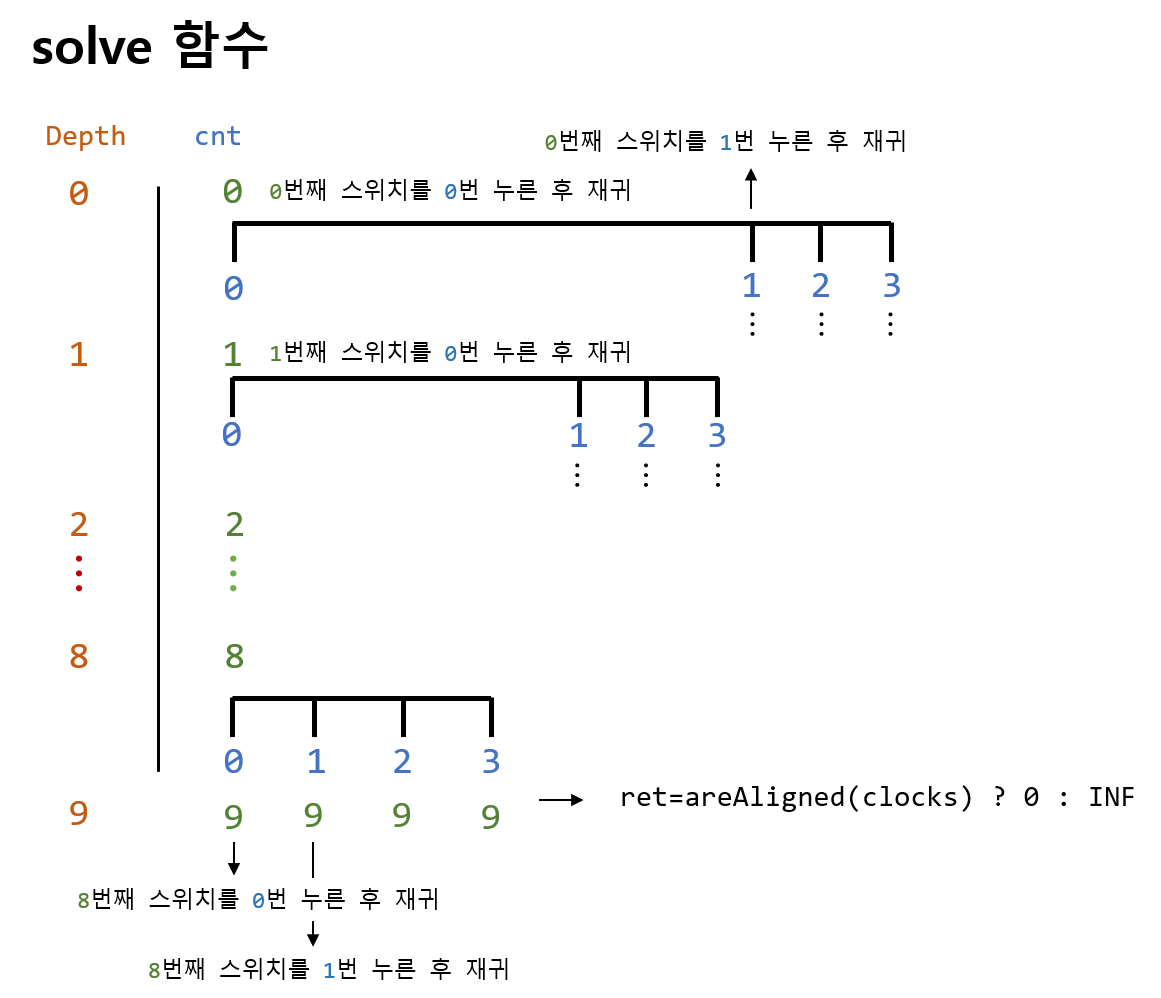 solve 함수
Depth cnt 0번째 스위치를 1번 누른 후 재귀
0 0 0번째 스위치를 0번 누른 후 재귀
0 1 2 3
⋮ ⋮ ⋮
1 1 1번째 스위치를 0번 누른 후 재귀
0 1 2 3
⋮ ⋮ ⋮
2 2
⋮ ⋮
8 8
0 1 2 3
9 9 9 9 9 ret=areAligned(clocks) ? 0 : INF
8번째 스위치를 0번 누른 후 재귀
8번째 스위치를 1번 누른 후 재귀